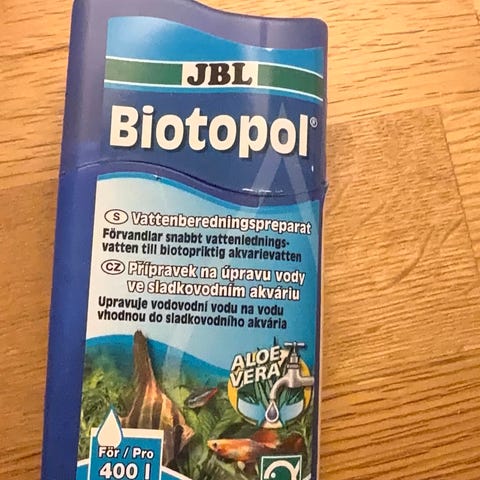 JBL
Biotopol®
S Vattenberedningspreparat
Förvandlar snabbt vattenlednings-
vatten till biotopriktig akvarievatten
CZ Přípravek na úpravu vody
ve sladkovodním akváriu
Upravuje vodovodní vodu na vodu
vhodnou do sladkovodního akvária
ALOE
VERA
För / Pro
400 l